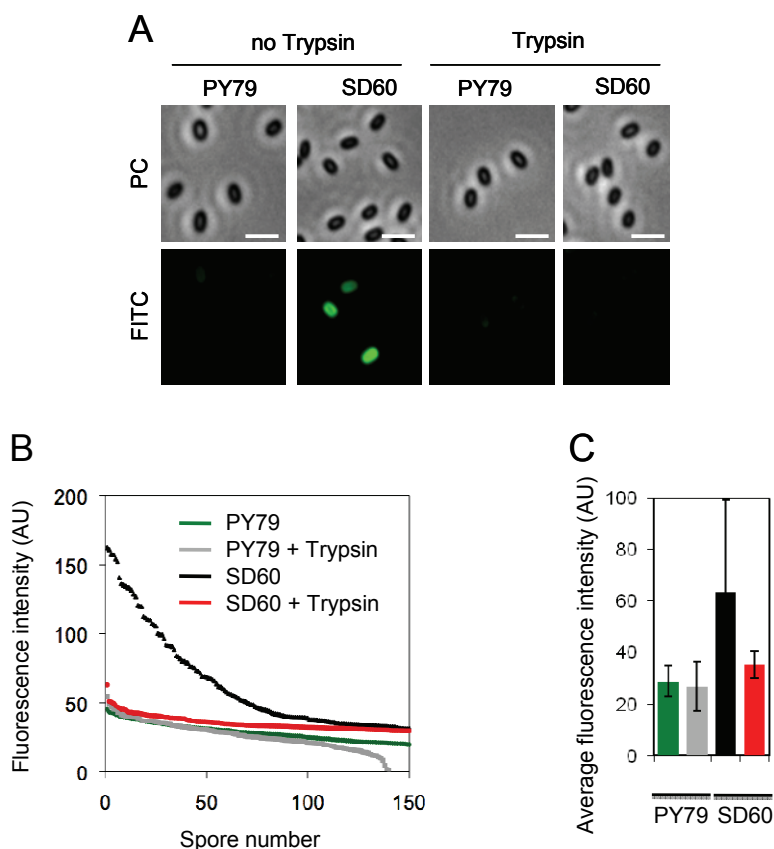 A
no Trypsin Trypsin
PY79 SD60 PY79 SD60
PC
FITC
B
Fluorescence intensity (AU)
200
150
100
50
0
PY79
PY79 + Trypsin
SD60
SD60 + Trypsin
0 50 100 150
Spore number
C
Average fluorescence intensity (AU)
100
80
60
40
20
0
PY79 SD60